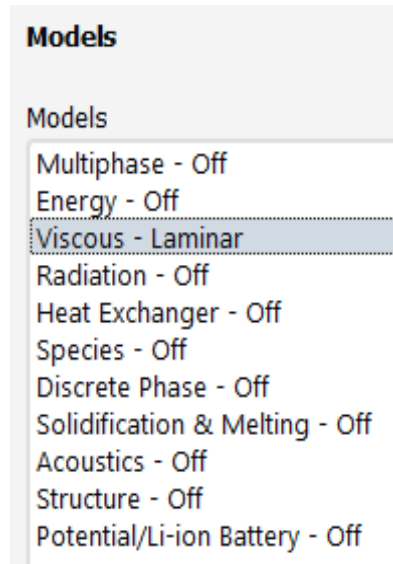 Models
Models
Multiphase - Off
Energy - Off
Viscous - Laminar
Radiation - Off
Heat Exchanger - Off
Species - Off
Discrete Phase - Off
Solidification & Melting - Off
Acoustics - Off
Structure - Off
Potential/Li-ion Battery - Off